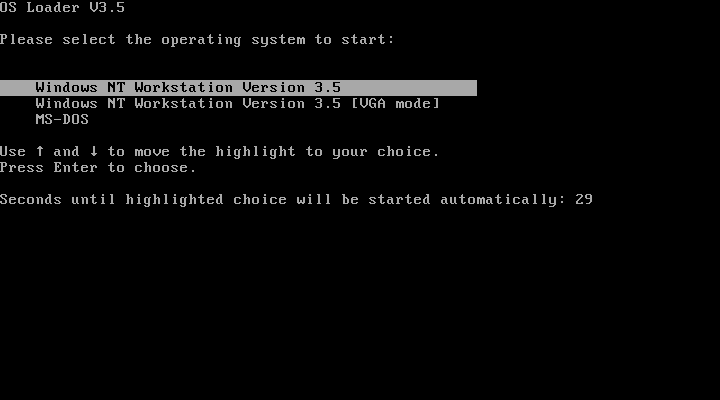 OS Loader V3.5
Please select the operating system to start:
Windows NT Workstation Version 3.5
Windows NT Workstation Version 3.5 [VGA mode]
MS-DOS
Use ↑ and ↓ to move the highlight to your choice.
Press Enter to choose.
Seconds until highlighted choice will be started automatically: 29